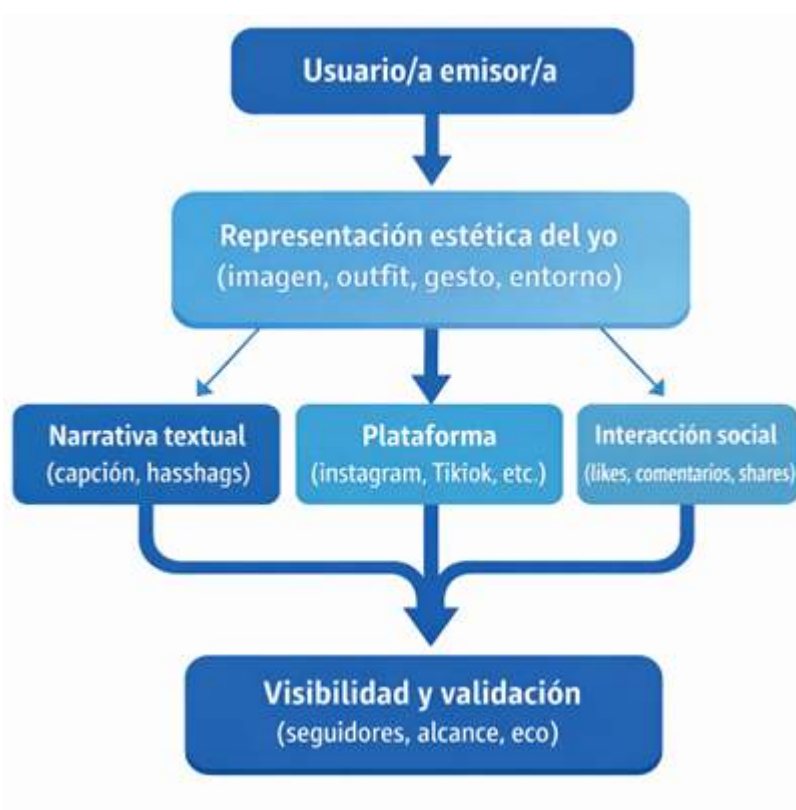 Usuario/a emisor/a
Representación estética del yo
(imagen, outfit, gesto, entorno)
Narrativa textual
(capción, hasshags)
Plataforma
(instagram, Tikiok, etc.)
Interacción social
(likes, comentarios, shares)
Visibilidad y validación
(seguidores, alcance, eco)